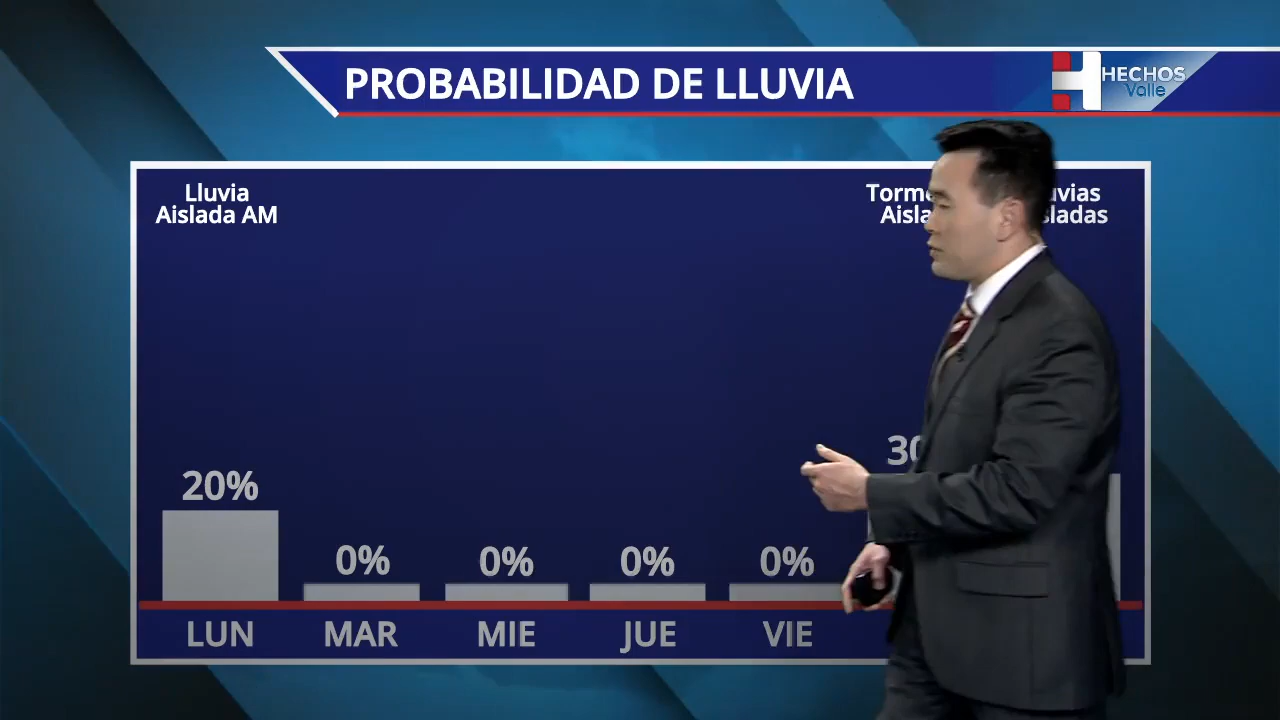 PROBABILIDAD DE LLUVIA
HECHOS
Valle
Lluvia
Aislada AM
20%
0%
0%
0%
0%
LUN
MAR
MIE
JUE
VIE